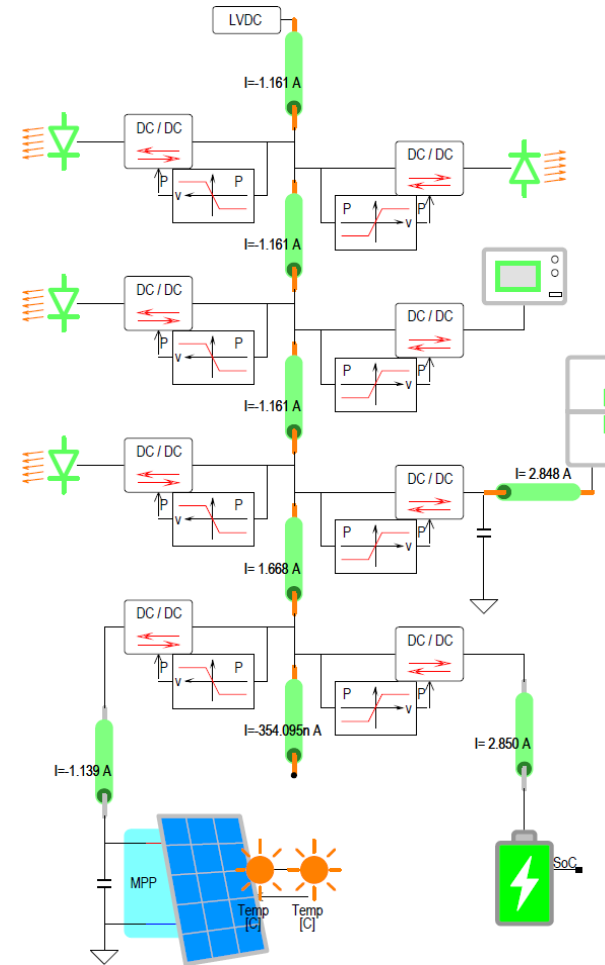 LVDC
I=-1.161 A
DC / DC
DC / DC
P
v
P
P
v
P
I=-1.161 A
DC / DC
DC / DC
P
v
P
P
v
P
I=-1.161 A
DC / DC
DC / DC
I= 2.848 A
P
v
P
P
v
P
I= 1.668 A
DC / DC
DC / DC
P
v
P
P
v
P
I=-354.095n A
I= 2.850 A
I=-1.139 A
MPP
SoC
Temp
[C]
Temp
[C]